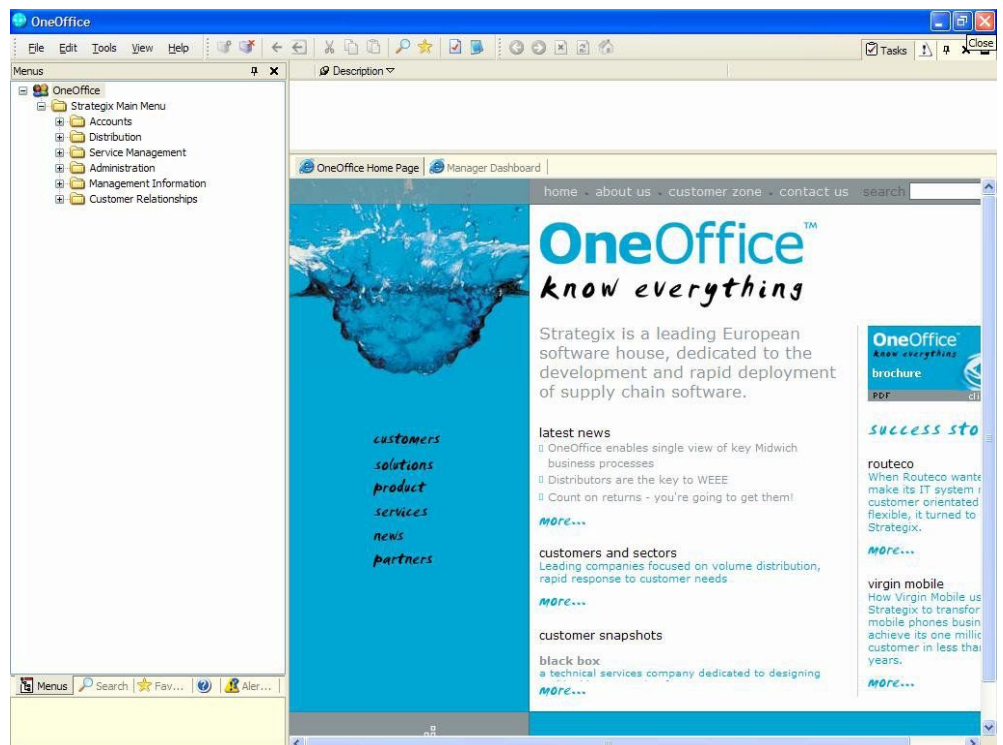 OneOffice
File Edit Tools View Help
Close
Tasks
Menus
Description
OneOffice
Strategix Main Menu
Accounts
Distribution
Service Management
Administration
Management Information
Customer Relationships
OneOffice Home Page
Manager Dashboard
home . about us . customer zone . contact us search
OneOffice™
know everything
Strategix is a leading European
software house, dedicated to the
development and rapid deployment
of supply chain software.
customers
solutions
product
services
news
partners
latest news
OneOffice enables single view of key Midwich
business processes
Distributors are the key to WEEE
Count on returns - you're going to get them!
more...
customers and sectors
Leading companies focused on volume distribution,
rapid response to customer needs
more...
customer snapshots
black box
a technical services company dedicated to designing
more...
OneOffice
know everything
brochure
PDF cli
success sto
routeco
When Routeco wante
make its IT system
customer orientated
flexible, it turned to
Strategix.
more...
virgin mobile
How Virgin Mobile us
Strategix to transfor
mobile phones busin
achieve its one millio
customer in less tha
years.
more...
Menus Search Fav... Aler...